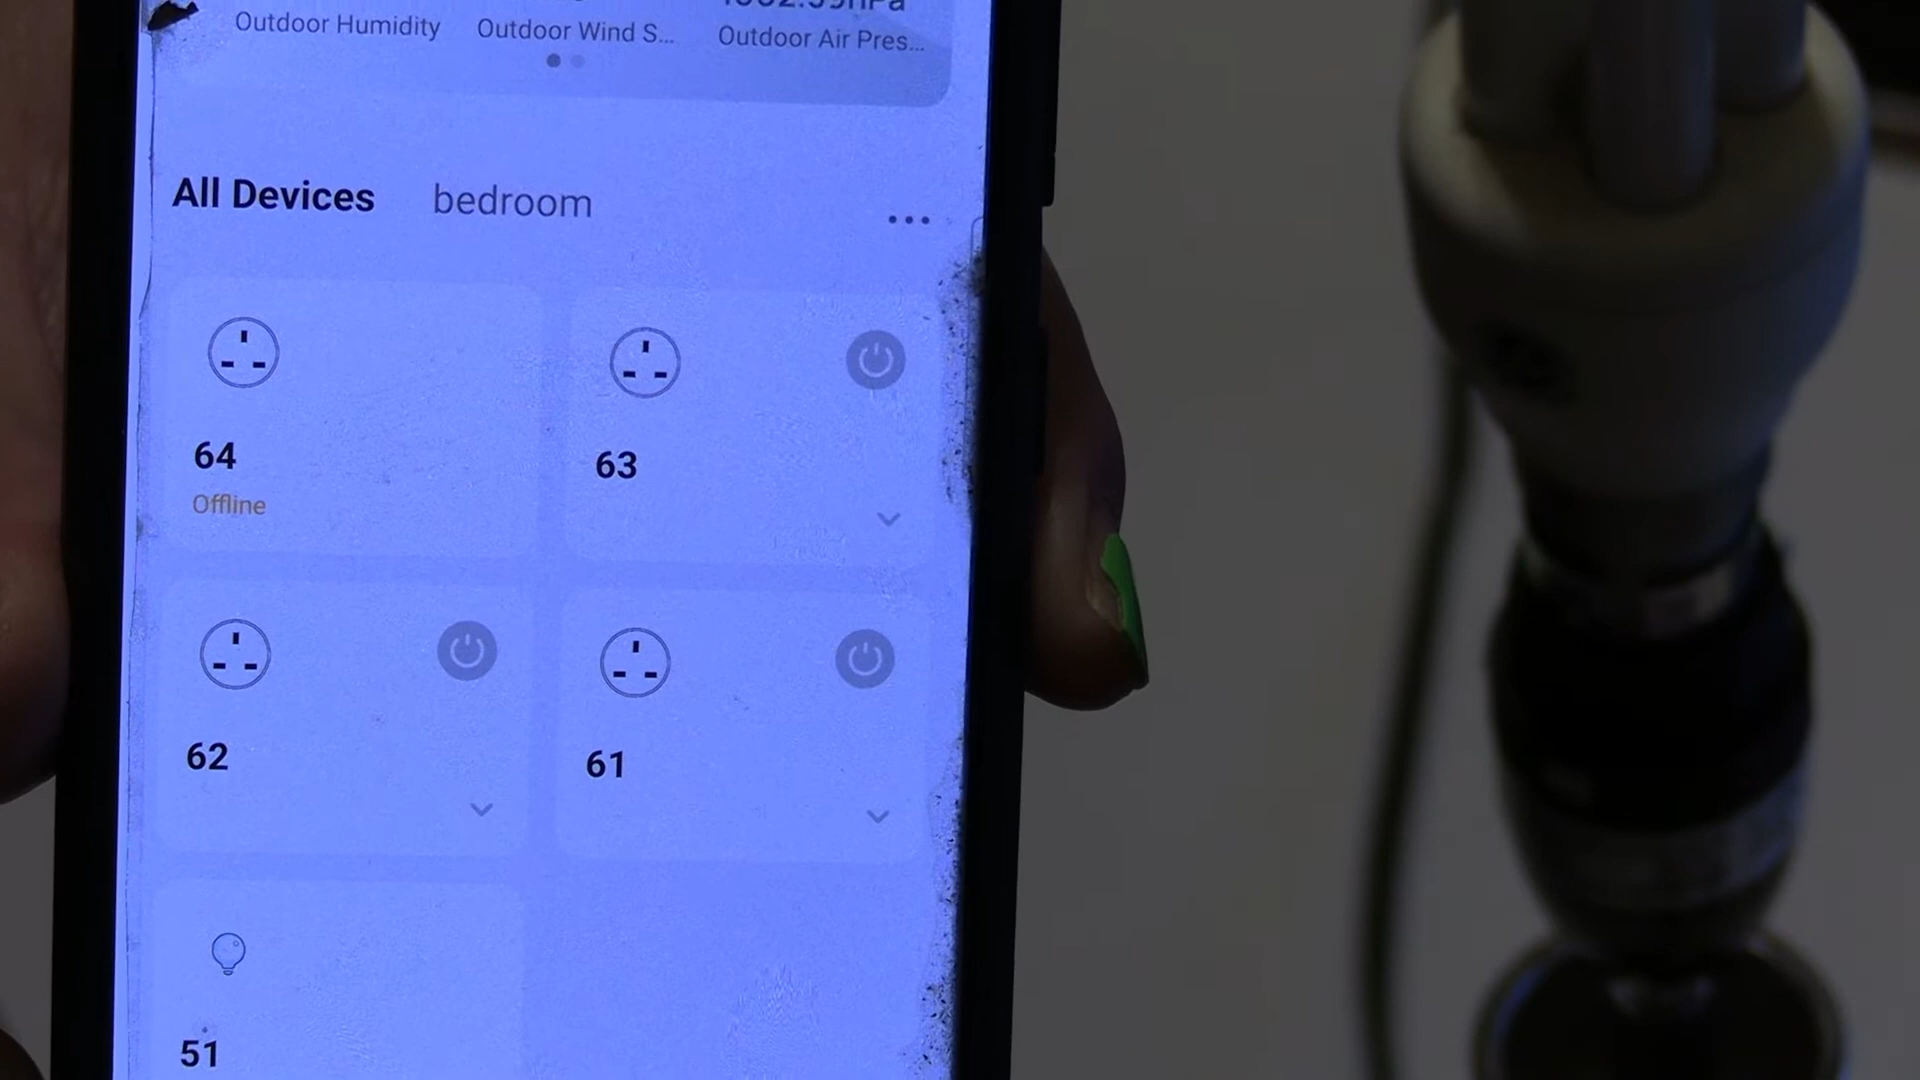 Outdoor Humidity
Outdoor Wind S...
Outdoor Air Pres...
All Devices
bedroom
64
Offline
63
62
61
51